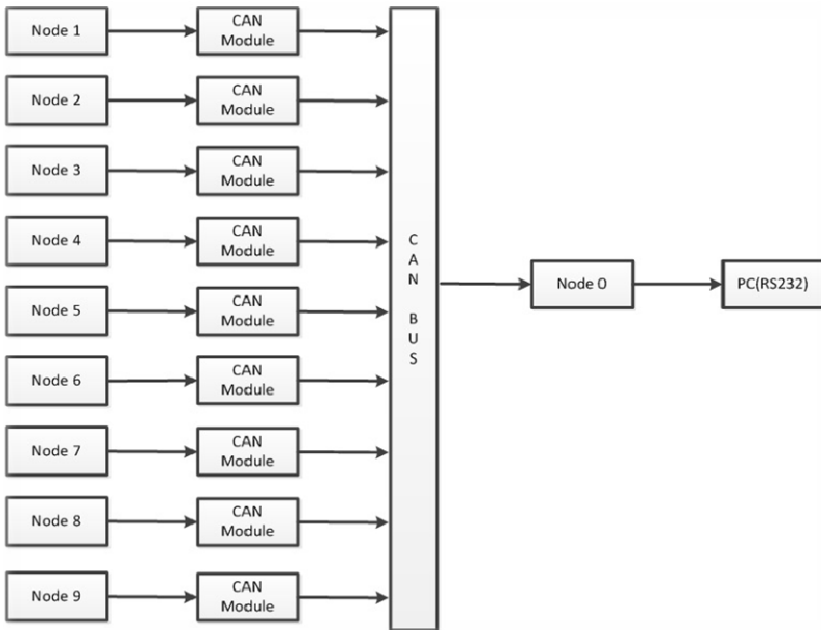 Node 1
CAN
Module
Node 2
CAN
Module
Node 3
CAN
Module
Node 4
CAN
Module
Node 5
CAN
Module
Node 6
CAN
Module
Node 7
CAN
Module
Node 8
CAN
Module
Node 9
CAN
Module
C
A
N
B
U
S
Node 0
PC(RS232)